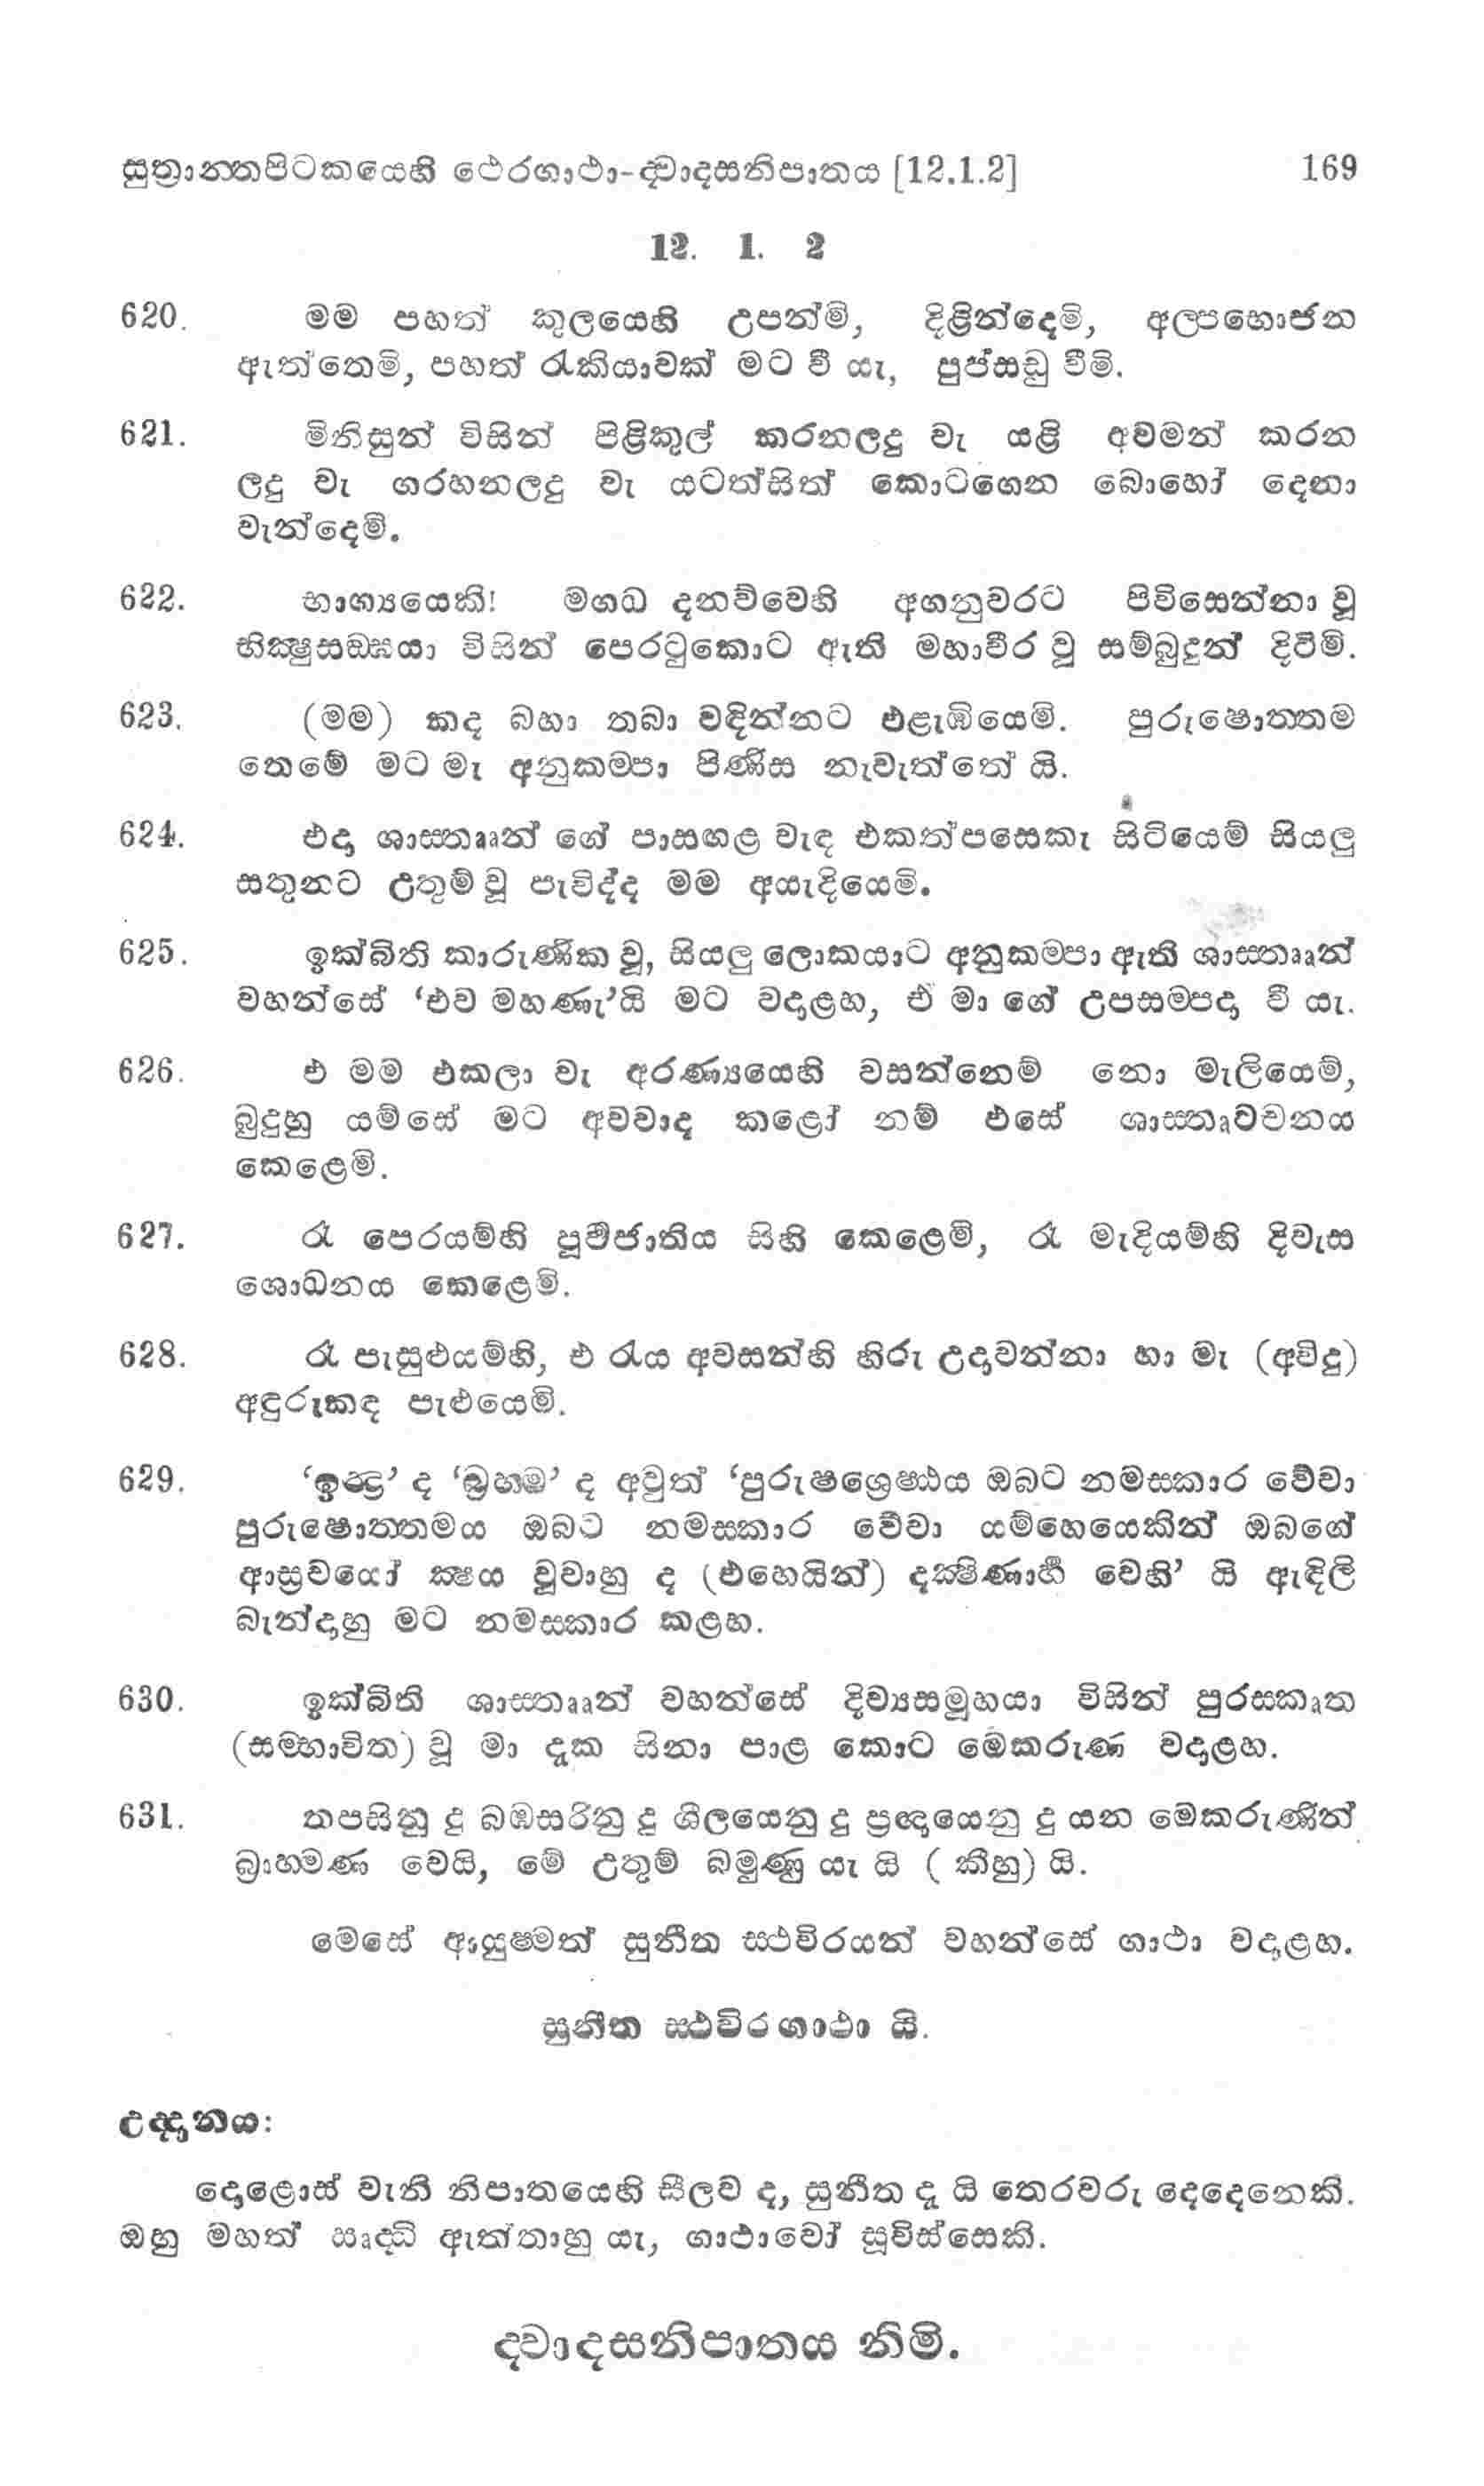 සුත්‍රාන්තපිටකයෙහි ථෙරගාථා-ද්වාදසනිපාතය [12.1.2] 169
12. 1. 2
620. මම පහත් කුලයෙහි උපන්මි, දිළින්දෙමි, අල්පභොජන
ඇත්තෙමි, පහත් රැකියාවක් මට වී යැ, පුප්සඩු වීමි.
621. මිනිසුන් විසින් පිළිකුල් කරනලදු වැ යළි අවමන් කරන
ලදු වැ ගරහනලදු වැ යටත්සිත් කොටගෙන බොහෝ දෙනා
වැන්දෙමි.
622. භාග්‍යයෙකි! මගධ දනව්වෙහි අගනුවරට පිවිසෙන්නා වූ
භික්‍ෂුසඞ්ඝයා විසින් පෙරටුකොට ඇති මහාවීර වූ සම්බුදුන් දිටිමි.
623. (මම) කද බහා තබා වඳින්නට එළැඹියෙමි. පුරුෂොත්තම
තෙමේ මට මැ අනුකම්පා පිණිස නැවැත්තේ යි.
624. එදා ශාස්තෲන් ගේ පාසඟළ වැඳ එකත්පසෙකැ සිටියෙම් සියලු
සතුනට උතුම් වූ පැවිද්ද මම අයැදියෙමි.
625. ඉක්බිති කාරුණික වූ, සියලු ලොකයාට අනුකම්පා ඇති ශාස්තෲන්
වහන්සේ ‘එව මහණැ’යි මට වදාළහ, ඒ මා ගේ උපසම්පදා වී යැ.
626. එ මම එකලා වැ අරණ්‍යයෙහි වසන්නෙම් නො මැලියෙම්,
බුදුහු යම්සේ මට අවවාද කළෝ නම් එසේ ශාස්තෘවචනය
කෙළෙමි.
627. රෑ පෙරයම්හි පූර්‍වජාතිය සිහි කෙළෙමි, රෑ මැදියම්හි දිවැස
ශොධනය කෙළෙමි.
628. රෑ පැසුළුයම්හි, එ රැය අවසන්හි හිරු උදාවන්නා හා මැ (අවිදු)
අඳුරුකඳ පැළුයෙමි.
629. ‘ඉන්ද්‍ර’ ද ‘බ්‍රහ්ම’ ද අවුත් ‘පුරුෂශ්‍රෙෂ්ඨය ඔබට නමස්කාර වේවා
පුරුෂොත්තමය ඔබට නමස්කාර වේවා යම්හෙයෙකින් ඔබගේ
ආස්‍රවයෝ ක්‍ෂය වූවාහු ද (එහෙයින්) දක්‍ෂිණාර්‍හ වෙහි’ යි ඇඳිලි
බැන්දාහු මට නමස්කාර කළහ.
630. ඉක්බිති ශාස්තෲන් වහන්සේ දිව්‍යසමූහයා විසින් පුරස්කෘත
(සම්භාවිත) වූ මා දැක සිනා පාළ කොට මෙකරුණ වදාළහ.
631. තපසිනු දු බඹසරිනු දු ශීලයෙනු දු ප්‍රඥායෙනු දු යන මෙකරුණින්
බ්‍රාහ්මණ වෙයි, මේ උතුම් බමුණු යැ යි ( කීහු) යි.
මෙසේ ආයුෂ්මත් සුනීත ස්ථවිරයන් වහන්සේ ගාථා වදාළහ.
සුනීත ස්ථවිරගාථා යි.
උද්දානය:
දොළොස් වැනි නිපාතයෙහි සීලව ද, සුනීත ද යි තෙරවරු දෙදෙනෙකි.
ඔහු මහත් ඍද්ධි ඇත්තාහු යැ, ගාථාවෝ සූවිස්සෙකි.
ද්වාදසනිපාතය නිමි.